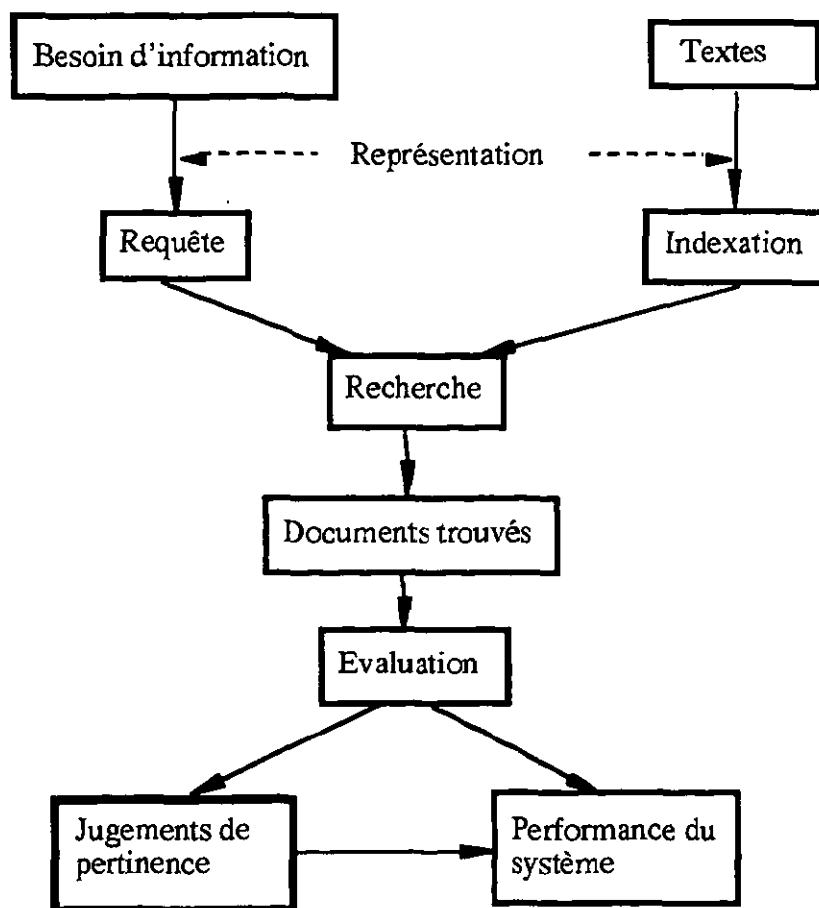 Besoin d'information
Textes
Représentation
Requête
Indexation
Recherche
Documents trouvés
Evaluation
Jugements de
pertinence
Performance du
système